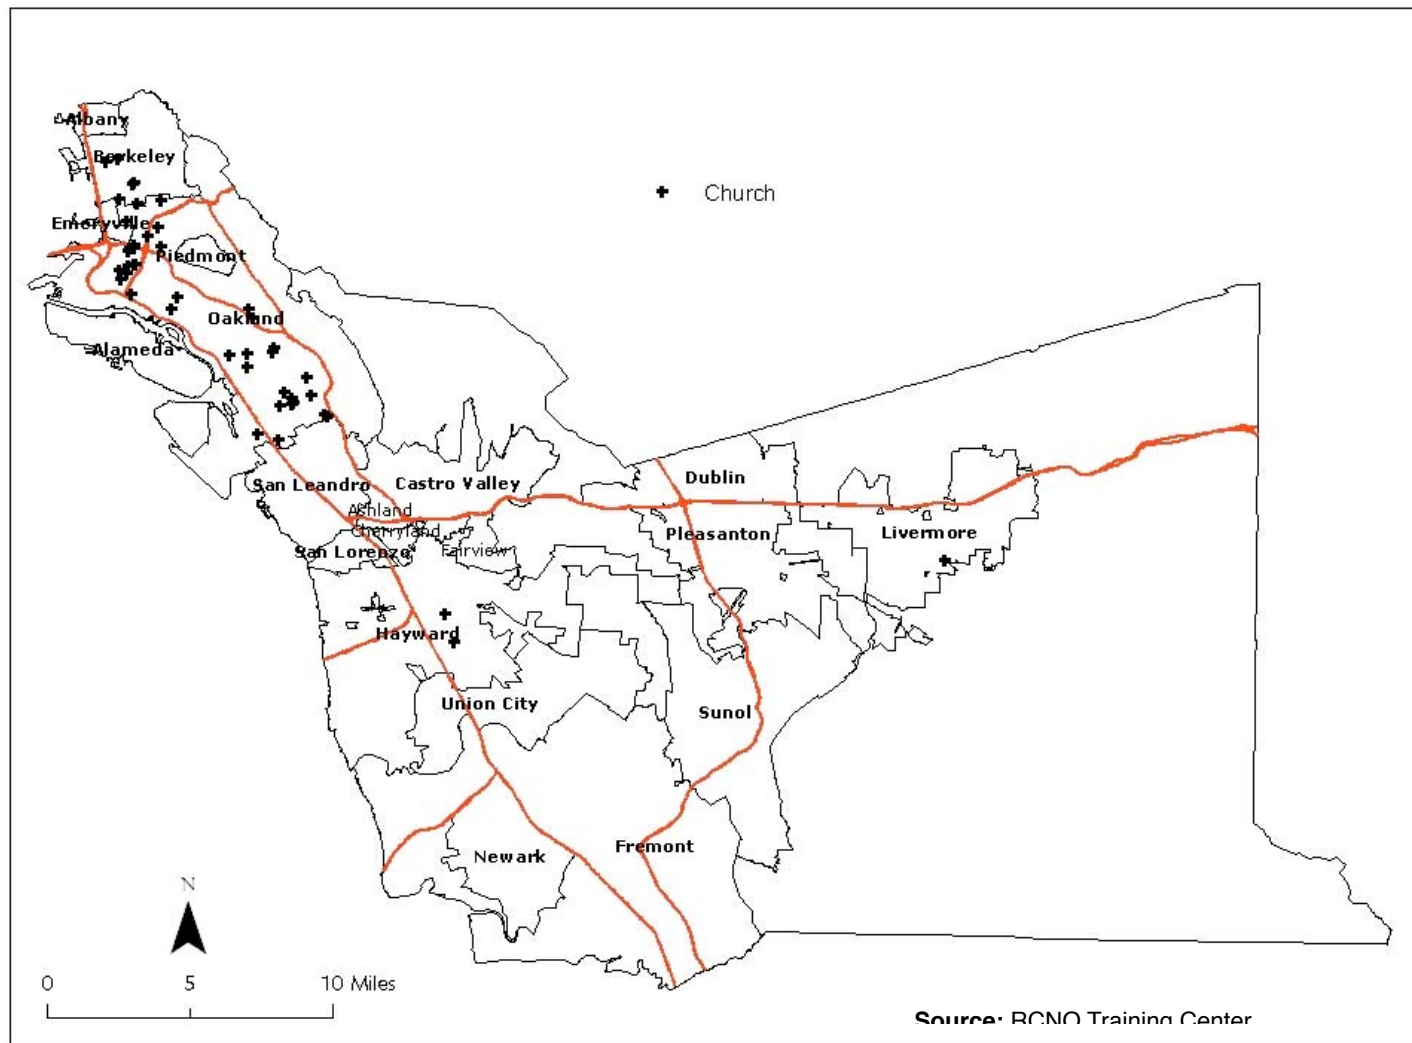 Albany
Berkeley
Church
Emeryville
Piedmont
Oakland
Alameda
Dublin
San Leandro
Castro Valley
Ashland
Cherryland
Pleasanton
Livermore
San Lorenzo
Fairview
Hayward
Union City
Sunol
Fremont
Newark
N
0 5 10 Miles
Source: RCNO Training Center